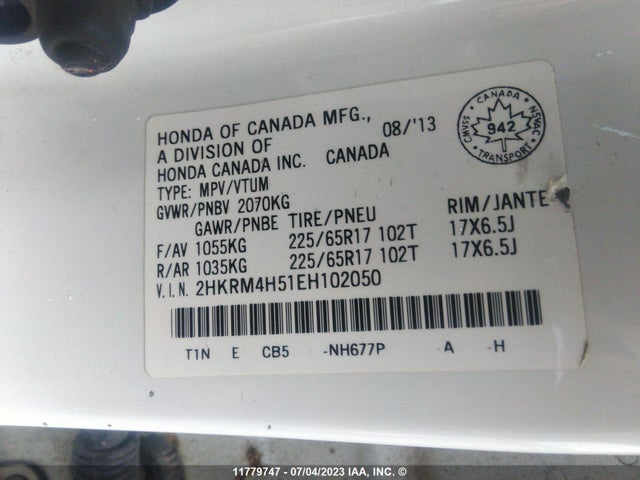 HONDA OF CANADA MFG., 08/'13
A DIVISION OF
HONDA CANADA INC. CANADA
TYPE: MPV/VTUM
GVWR/PNBV 2070KG
GAWR/PNBE TIRE/PNEU RIM/JANTE
F/AV 1055KG 225/65R17 102T 17X6.5J
R/AR 1035KG 225/65R17 102T 17X6.5J
V.I.N. 2HKRM4H51EH102050
T1N E CB5 -NH677P -A -H
CANADA
CMVSS 942 NSVAC
TRANSPORT
11779747 - 07/04/2023 IAA, INC. ©